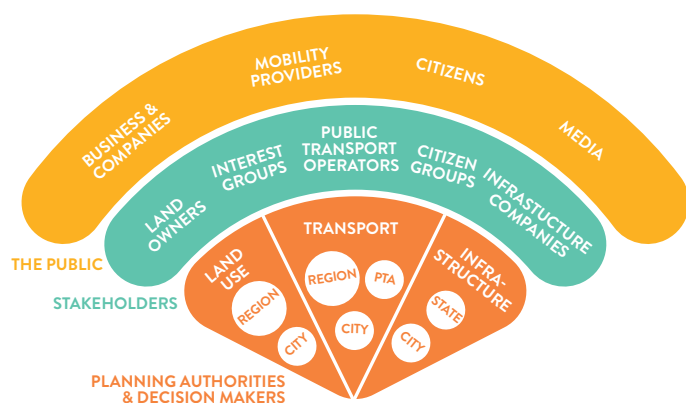 MOBILITY
PROVIDERS
CITIZENS
BUSINESS &
COMPANIES
MEDIA
PUBLIC
TRANSPORT
OPERATORS
INTEREST
GROUPS
CITIZEN
GROUPS
LAND
OWNERS
INFRASTUCTURE
COMPANIES
THE PUBLIC
TRANSPORT
LAND
USE
INFRA-
STRUCTURE
REGION
PTA
REGION
STATE
CITY
CITY
CITY
STAKEHOLDERS
PLANNING AUTHORITIES
& DECISION MAKERS